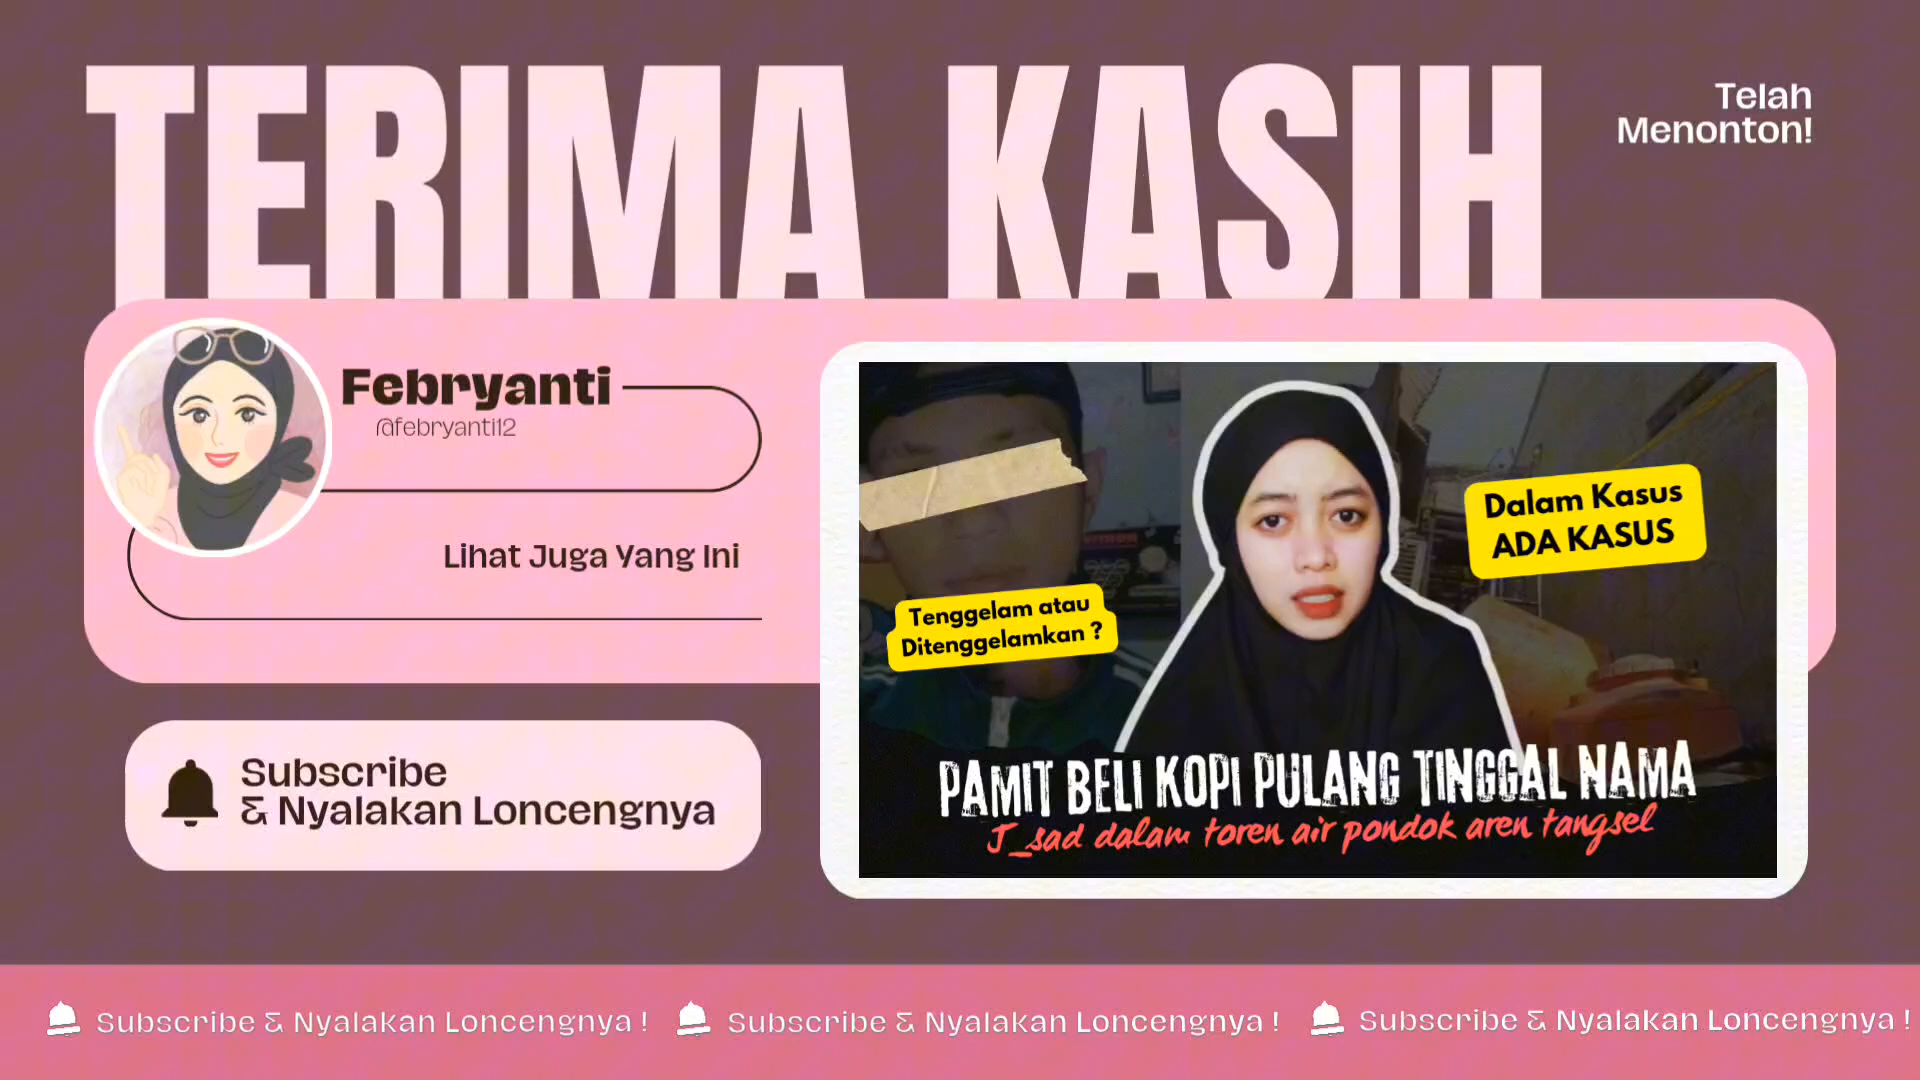 TERIMA KASIH
Telah
Menonton!
Febryanti
@febryanti12
Lihat Juga Yang Ini
Dalam Kasus
ADA KASUS
Tenggelam atau
Ditenggelamkan ?
PAMIT BELI KOPI PULANG TINGGAL NAMA
J_sad dalam toren air pondok aren tangsel
Subscribe
& Nyalakan Loncengnya
Subscribe & Nyalakan Loncengnya !
Subscribe & Nyalakan Loncengnya !
Subscribe & Nyalakan Loncengnya !